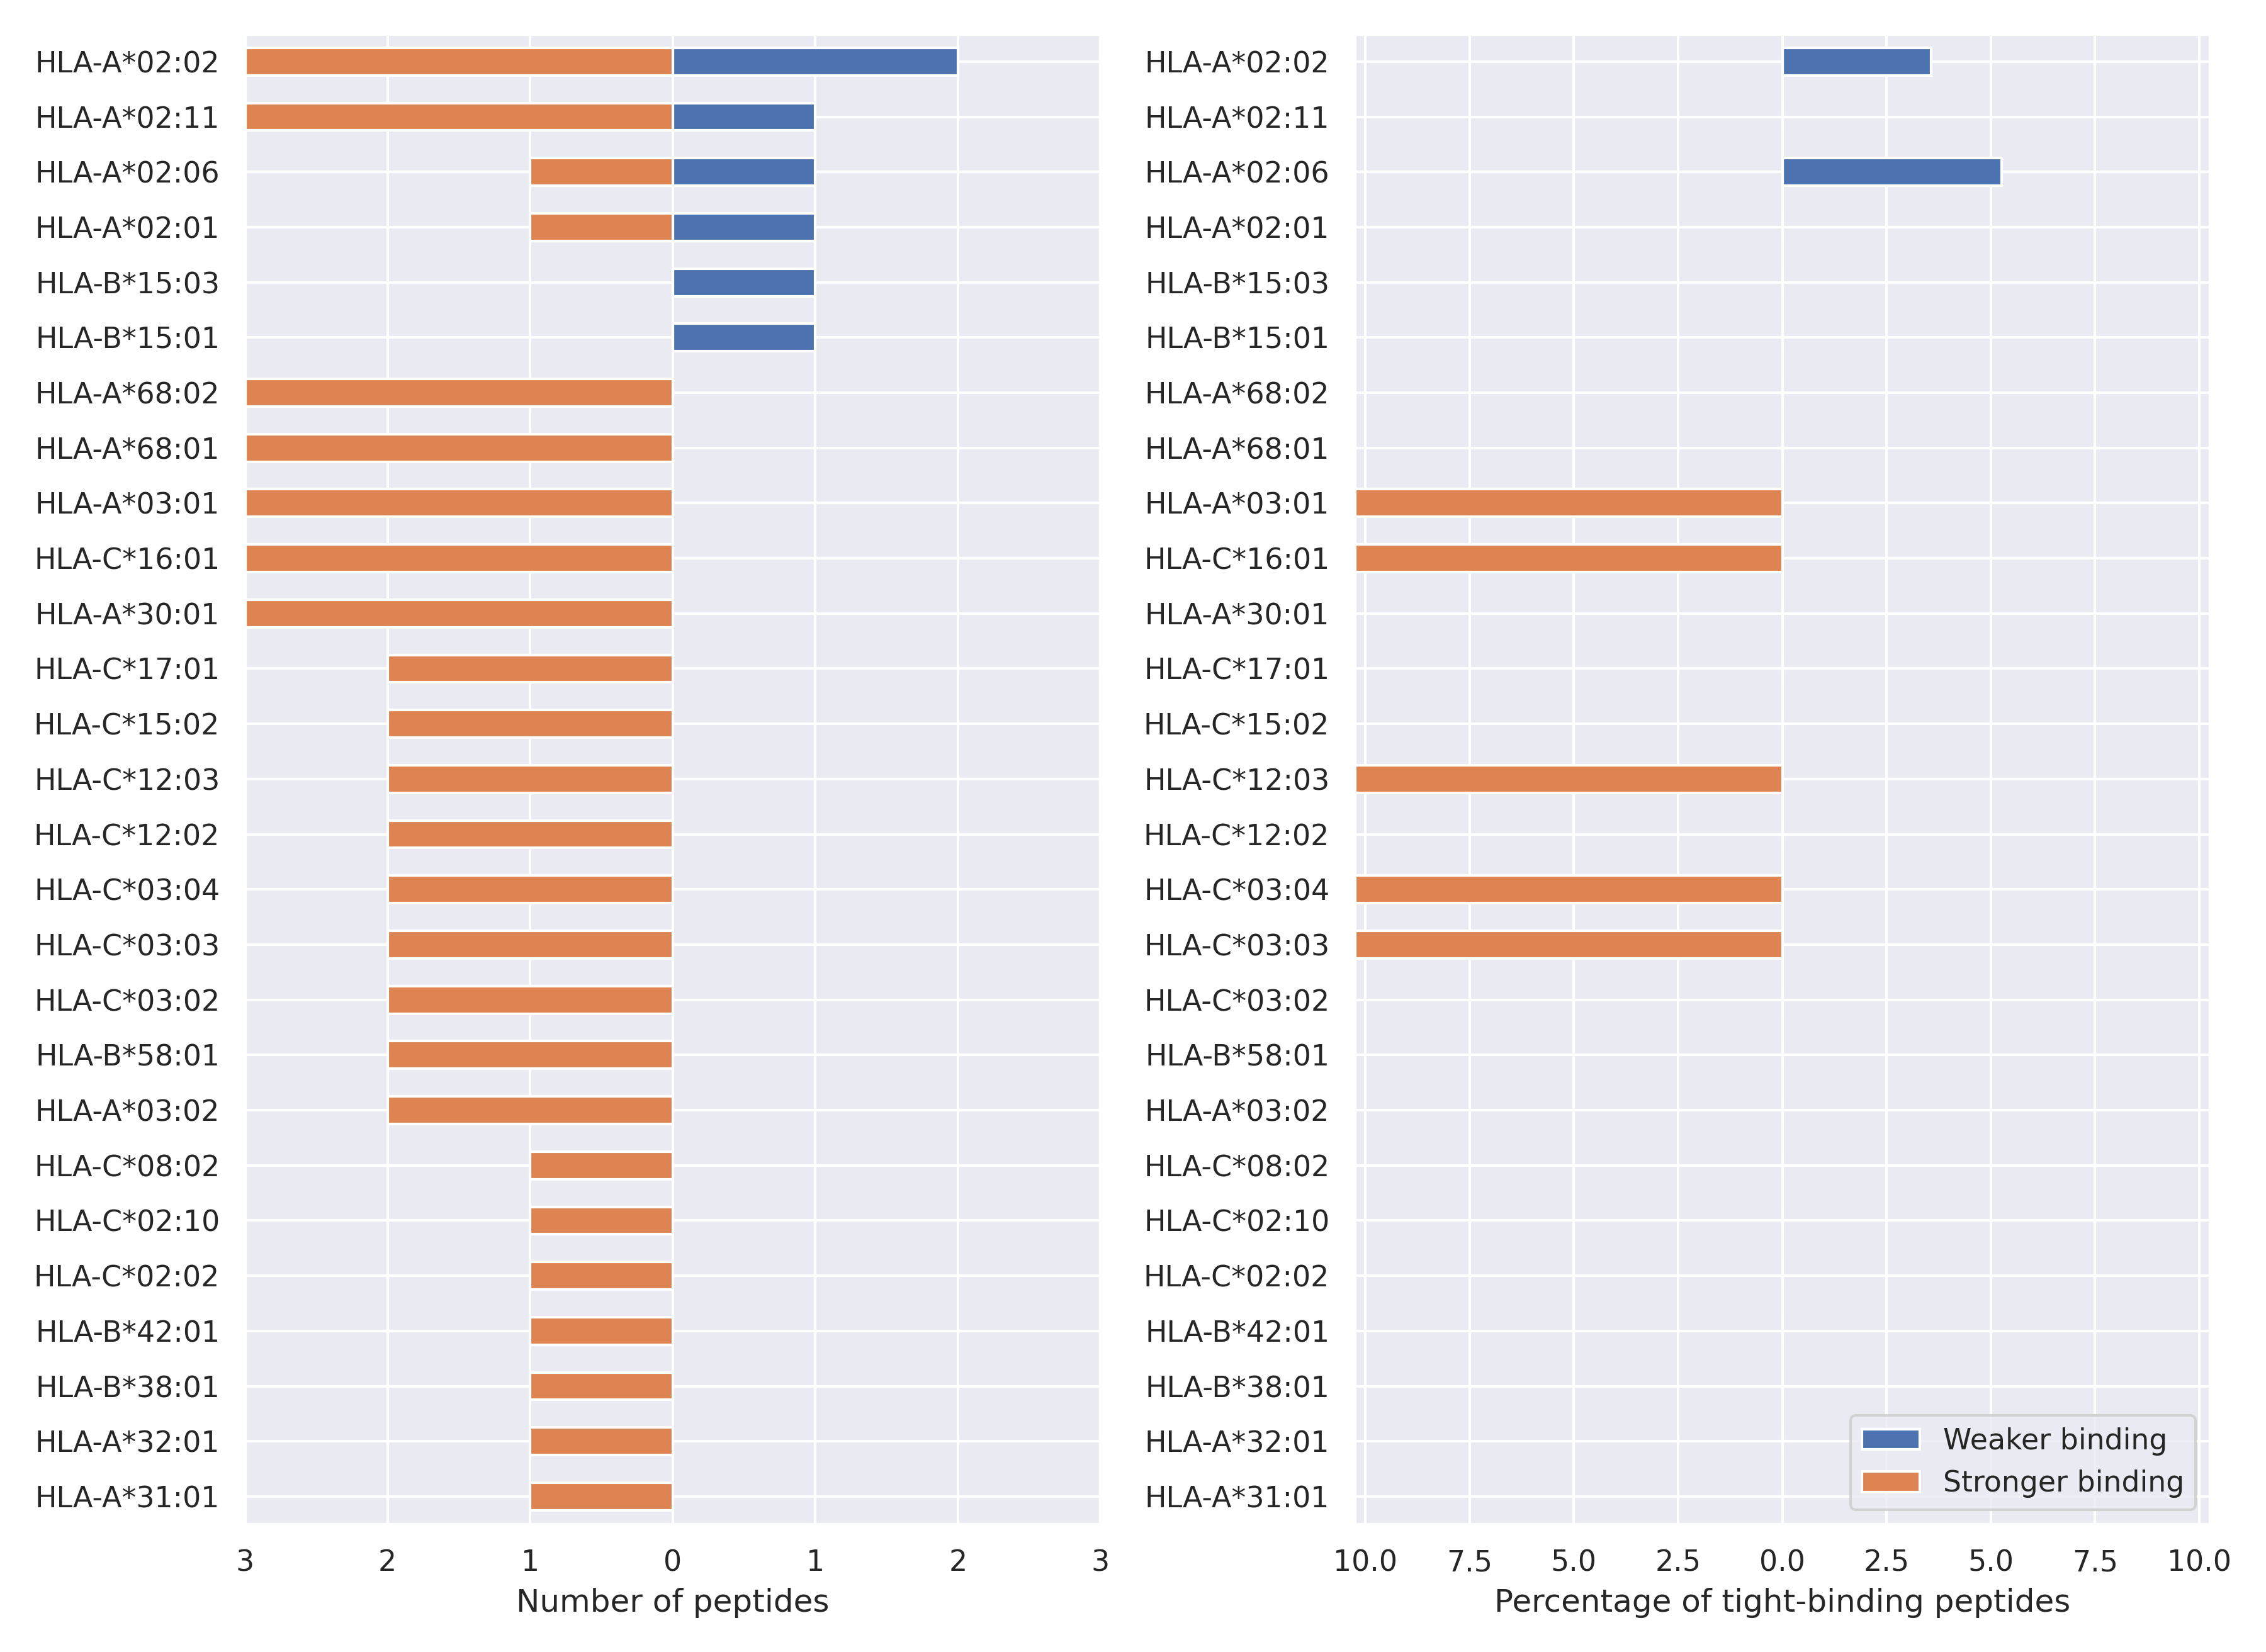 HLA-A*02:02
HLA-A*02:11
HLA-A*02:06
HLA-A*02:01
HLA-B*15:03
HLA-B*15:01
HLA-A*68:02
HLA-A*68:01
HLA-A*03:01
HLA-C*16:01
HLA-A*30:01
HLA-C*17:01
HLA-C*15:02
HLA-C*12:03
HLA-C*12:02
HLA-C*03:04
HLA-C*03:03
HLA-C*03:02
HLA-B*58:01
HLA-A*03:02
HLA-C*08:02
HLA-C*02:10
HLA-C*02:02
HLA-B*42:01
HLA-B*38:01
HLA-A*32:01
HLA-A*31:01
3 2 1 0 1 2 3
Number of peptides
HLA-A*02:02
HLA-A*02:11
HLA-A*02:06
HLA-A*02:01
HLA-B*15:03
HLA-B*15:01
HLA-A*68:02
HLA-A*68:01
HLA-A*03:01
HLA-C*16:01
HLA-A*30:01
HLA-C*17:01
HLA-C*15:02
HLA-C*12:03
HLA-C*12:02
HLA-C*03:04
HLA-C*03:03
HLA-C*03:02
HLA-B*58:01
HLA-A*03:02
HLA-C*08:02
HLA-C*02:10
HLA-C*02:02
HLA-B*42:01
HLA-B*38:01
HLA-A*32:01
HLA-A*31:01
Weaker binding
Stronger binding
10.0 7.5 5.0 2.5 0.0 2.5 5.0 7.5 10.0
Percentage of tight-binding peptides